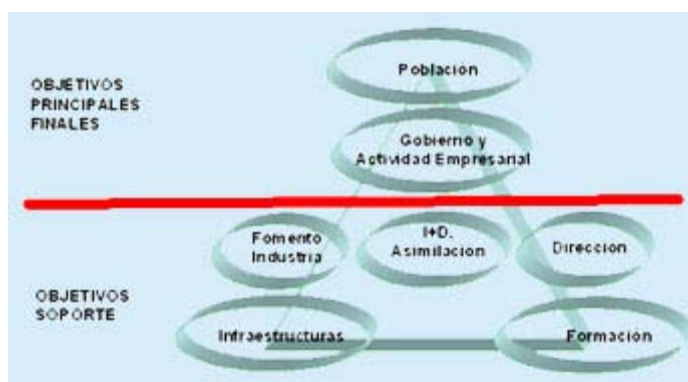 Población
OBJETIVOS
PRINCIPALES
FINALES
Gobierno y
Actividad Empresarial
Fomento
Industria
I+D.
Asimilacion
Direccion
OBJETIVOS
SOPORTE
Infraestructuras
Formación